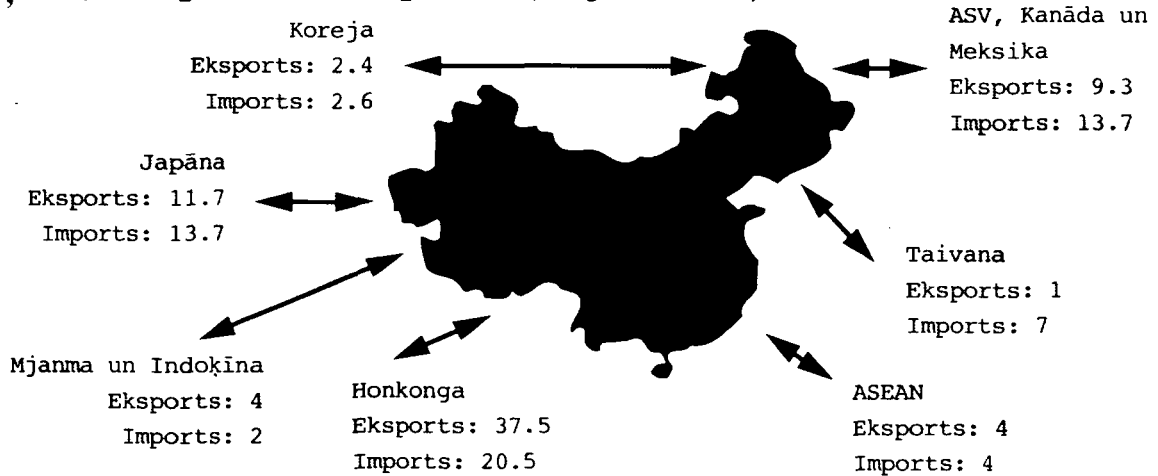 Koreja
Eksports: 2.4
Imports: 2.6
ASV, Kanāda un
Meksika
Eksports: 9.3
Imports: 13.7
Japāna
Eksports: 11.7
Imports: 13.7
Taivana
Eksports: 1
Imports: 7
Mjanma un Indoķīna
Eksports: 4
Imports: 2
Honkonga
Eksports: 37.5
Imports: 20.5
ASEAN
Eksports: 4
Imports: 4